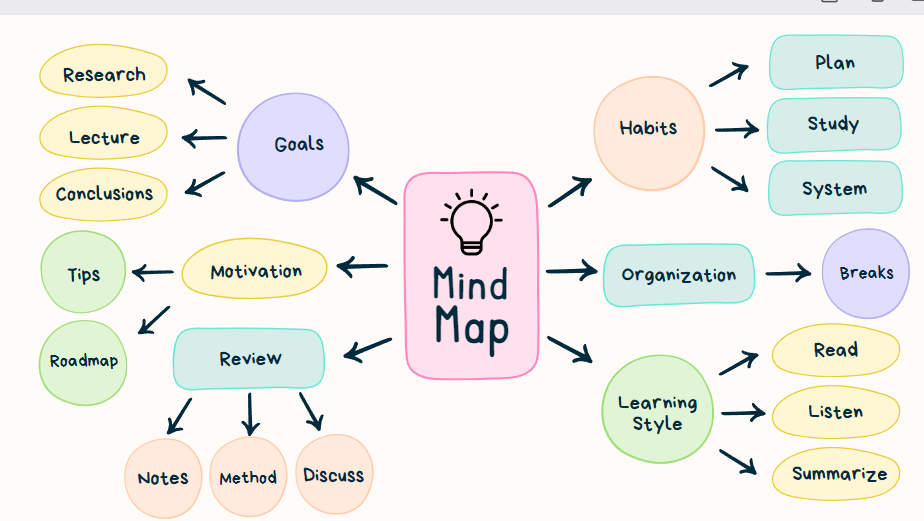 Research
Lecture
Conclusions
Goals
Tips
Motivation
Roadmap
Review
Notes
Method
Discuss
Mind
Map
Habits
Plan
Study
System
Organization
Breaks
Learning
Style
Read
Listen
Summarize